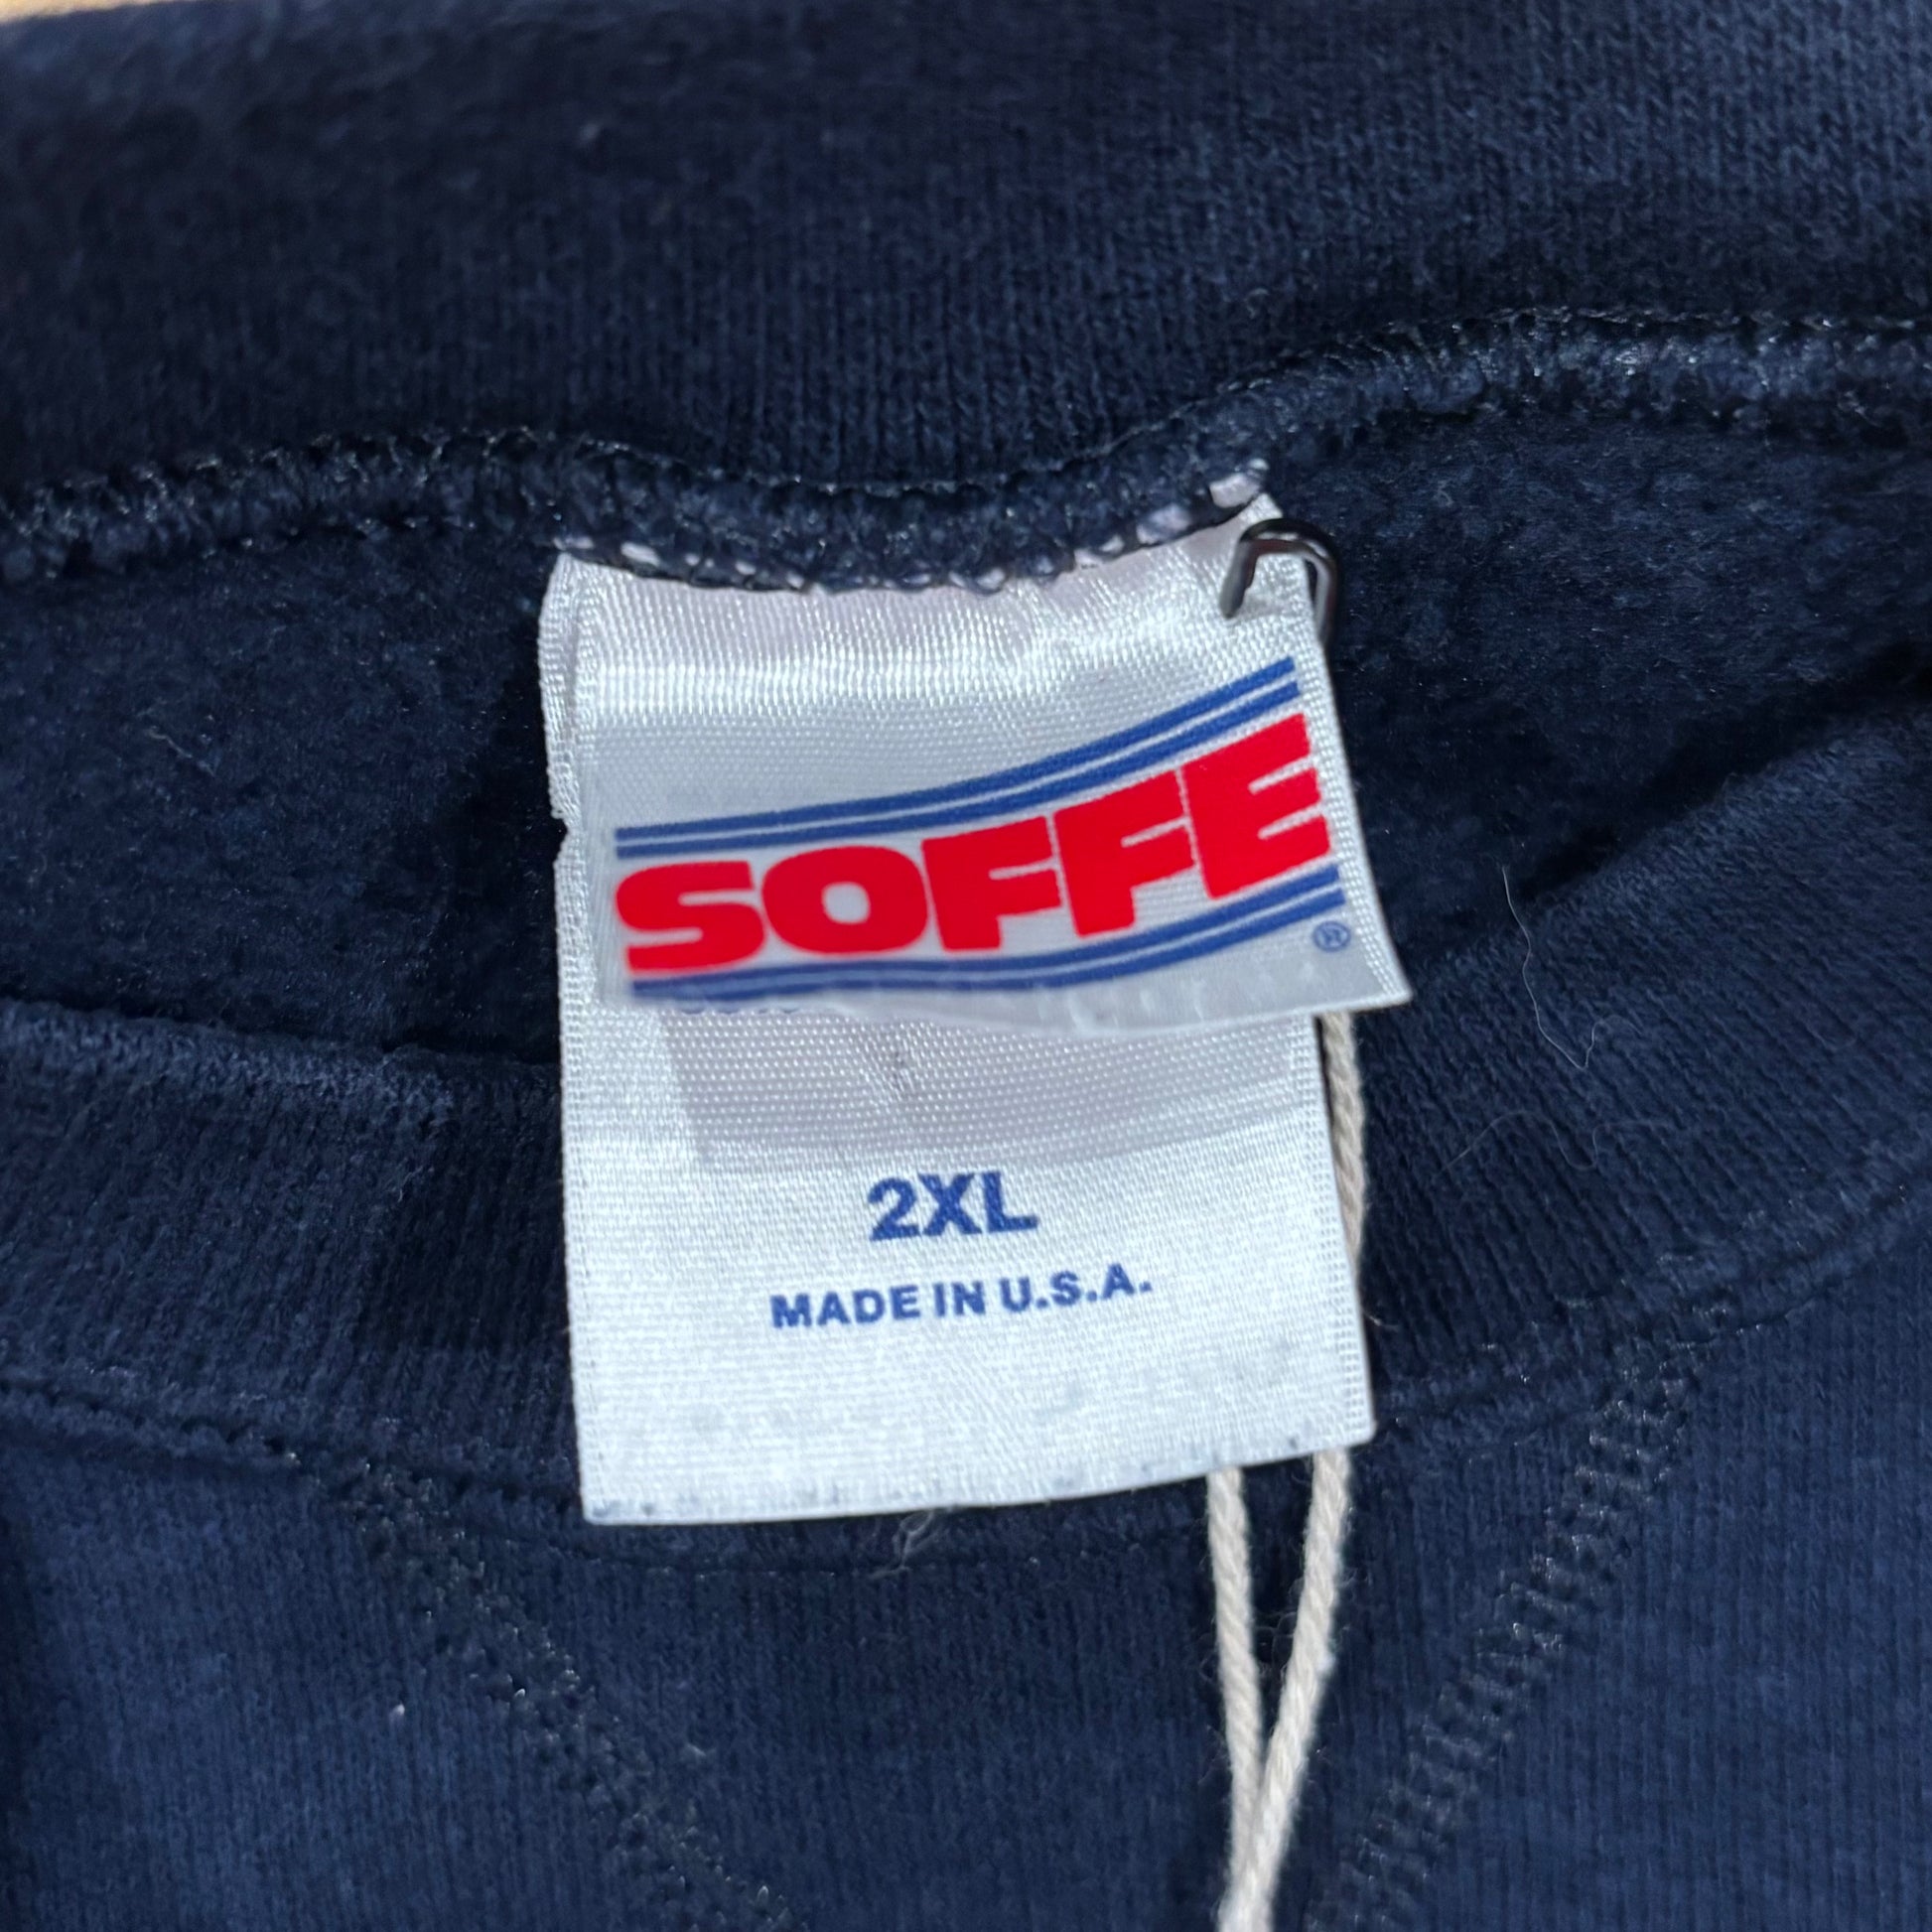 SOFFE
®
2XL
MADE IN U.S.A.